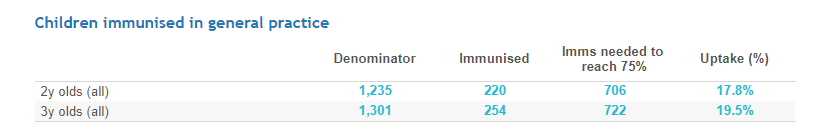 Children immunised in general practice
Denominator Immunised Imms needed to reach 75% Uptake (%)
2y olds (all) 1,235 220 706 17.8%
3y olds (all) 1,301 254 722 19.5%